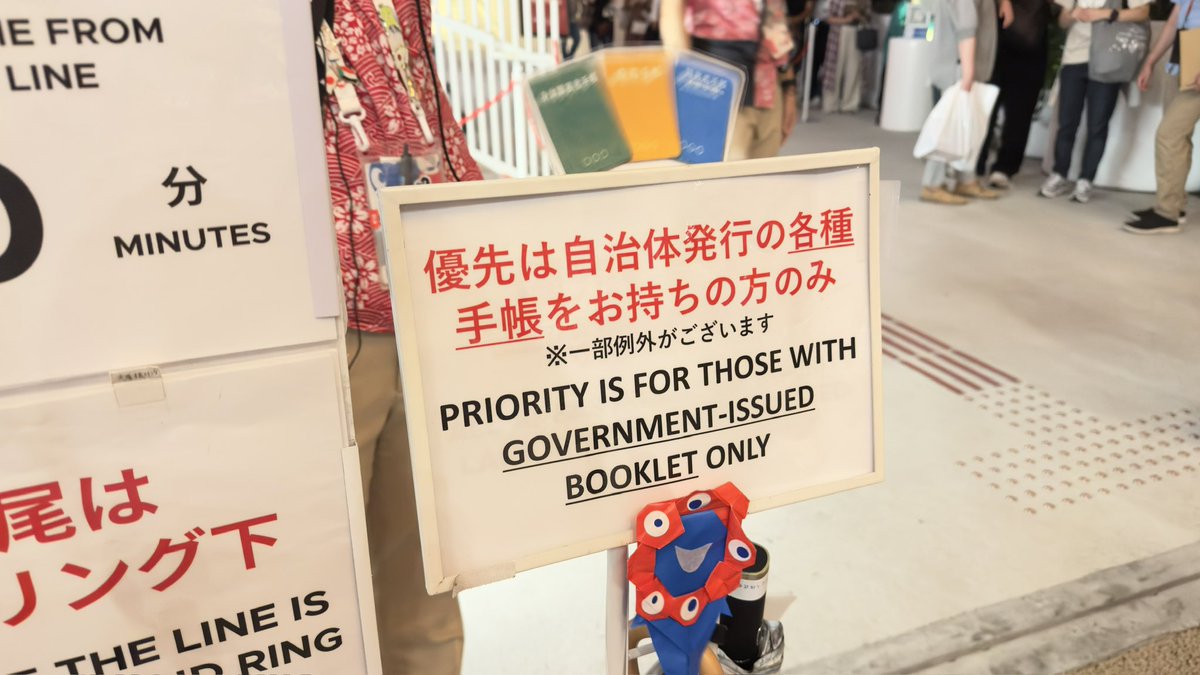 E FROM
LINE
分
MINUTES
優先は自治体発行の各種
手帳をお持ちの方のみ
※一部例外がございます
PRIORITY IS FOR THOSE WITH
GOVERNMENT-ISSUED
BOOKLET ONLY
尾は
リング下
THE LINE IS
RING